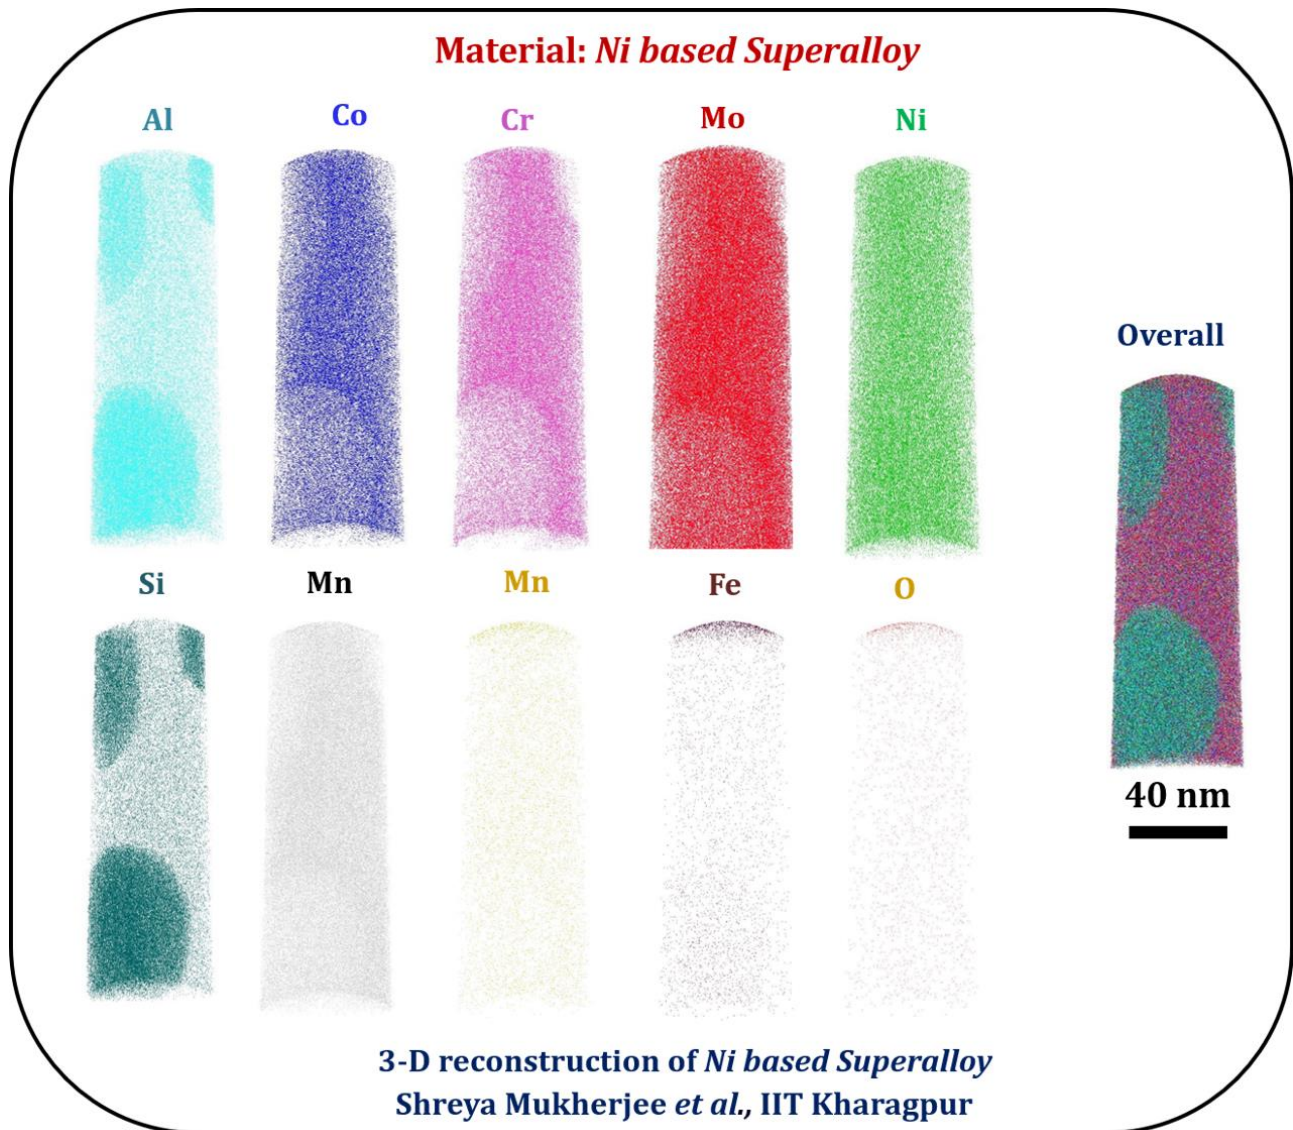 Material: Ni based Superalloy
Al Co Cr Mo Ni
Overall
Si Mn Mn Fe O
40 nm
3-D reconstruction of Ni based Superalloy
Shreya Mukherjee et al., IIT Kharagpur